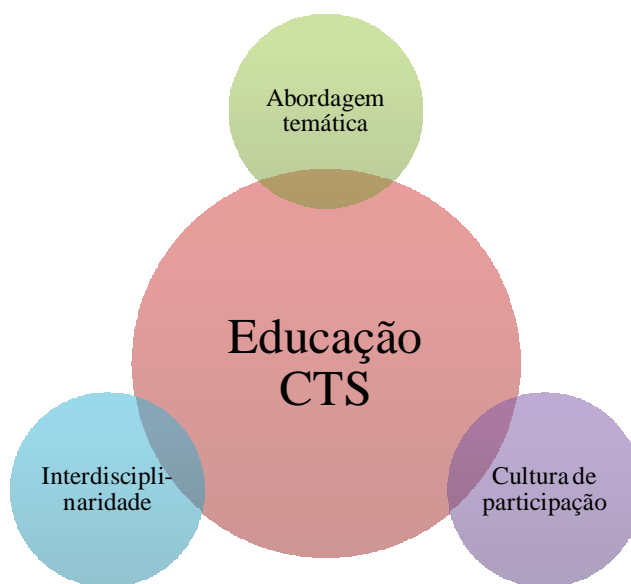 Abordagem
temática
Educação
CTS
Interdiscipli-
naridade
Cultura de
participação